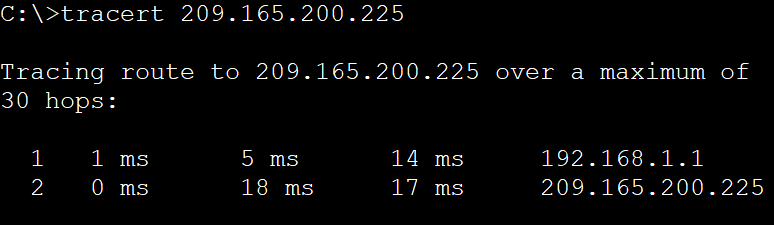 C:\>tracert 209.165.200.225
Tracing route to 209.165.200.225 over a maximum of
30 hops:
1 1 ms 5 ms 14 ms 192.168.1.1
2 0 ms 18 ms 17 ms 209.165.200.225